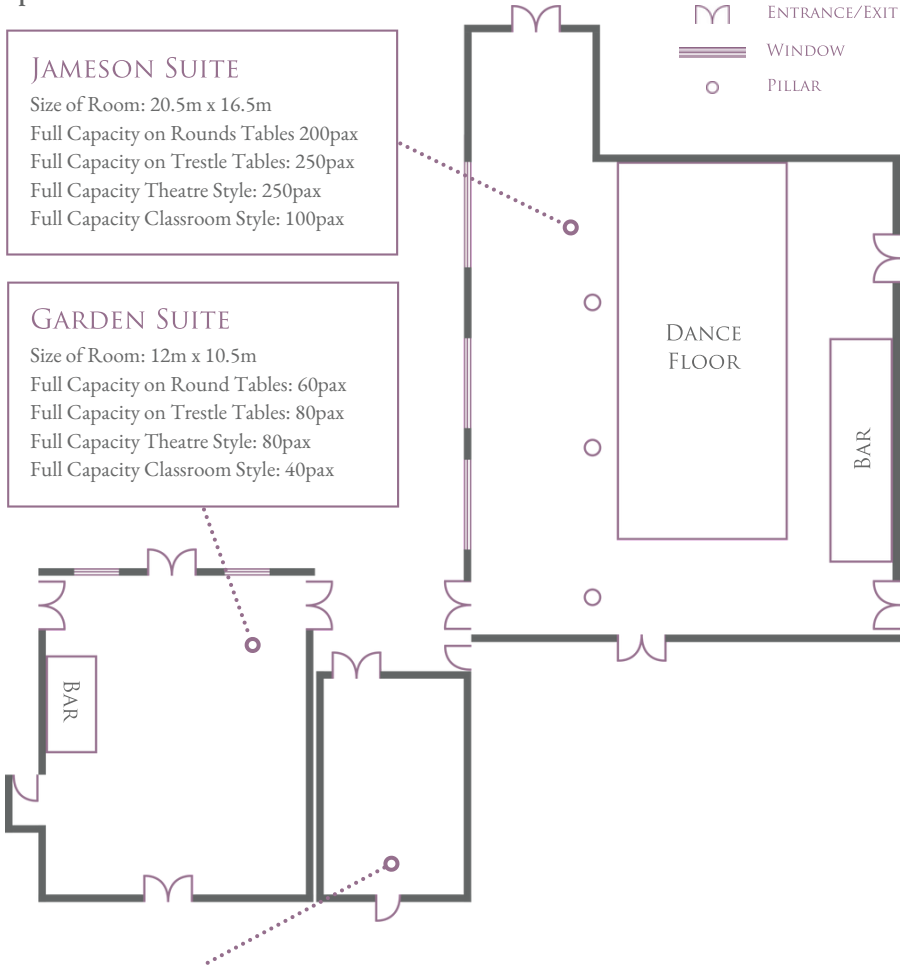 JAMESON SUITE
Size of Room: 20.5m x 16.5m
Full Capacity on Rounds Tables 200pax
Full Capacity on Trestle Tables: 250pax
Full Capacity Theatre Style: 250pax
Full Capacity Classroom Style: 100pax
GARDEN SUITE
Size of Room: 12m x 10.5m
Full Capacity on Round Tables: 60pax
Full Capacity on Trestle Tables: 80pax
Full Capacity Theatre Style: 80pax
Full Capacity Classroom Style: 40pax
ENTRANCE/EXIT
WINDOW
PILLAR
DANCE
FLOOR
BAR
BAR